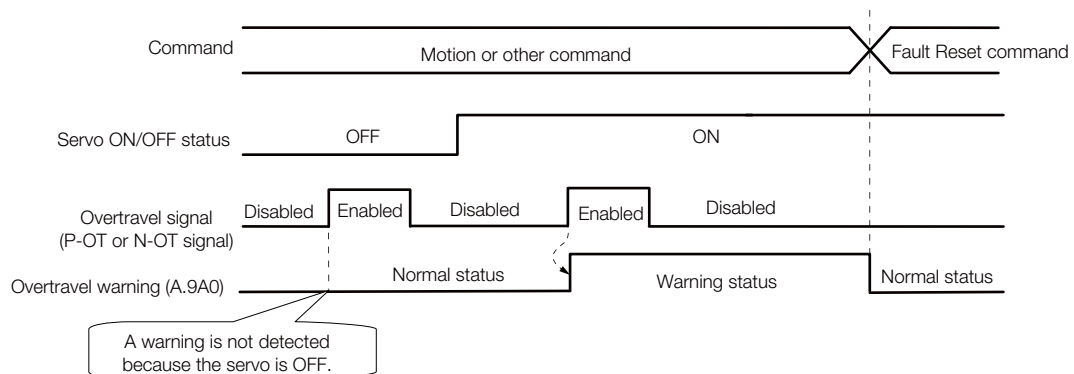 Command
Motion or other command
Fault Reset command
Servo ON/OFF status
OFF
ON
Overtravel signal
(P-OT or N-OT signal)
Disabled
Enabled
Disabled
Enabled
Disabled
Overtravel warning (A.9A0)
Normal status
Warning status
Normal status
A warning is not detected
because the servo is OFF.